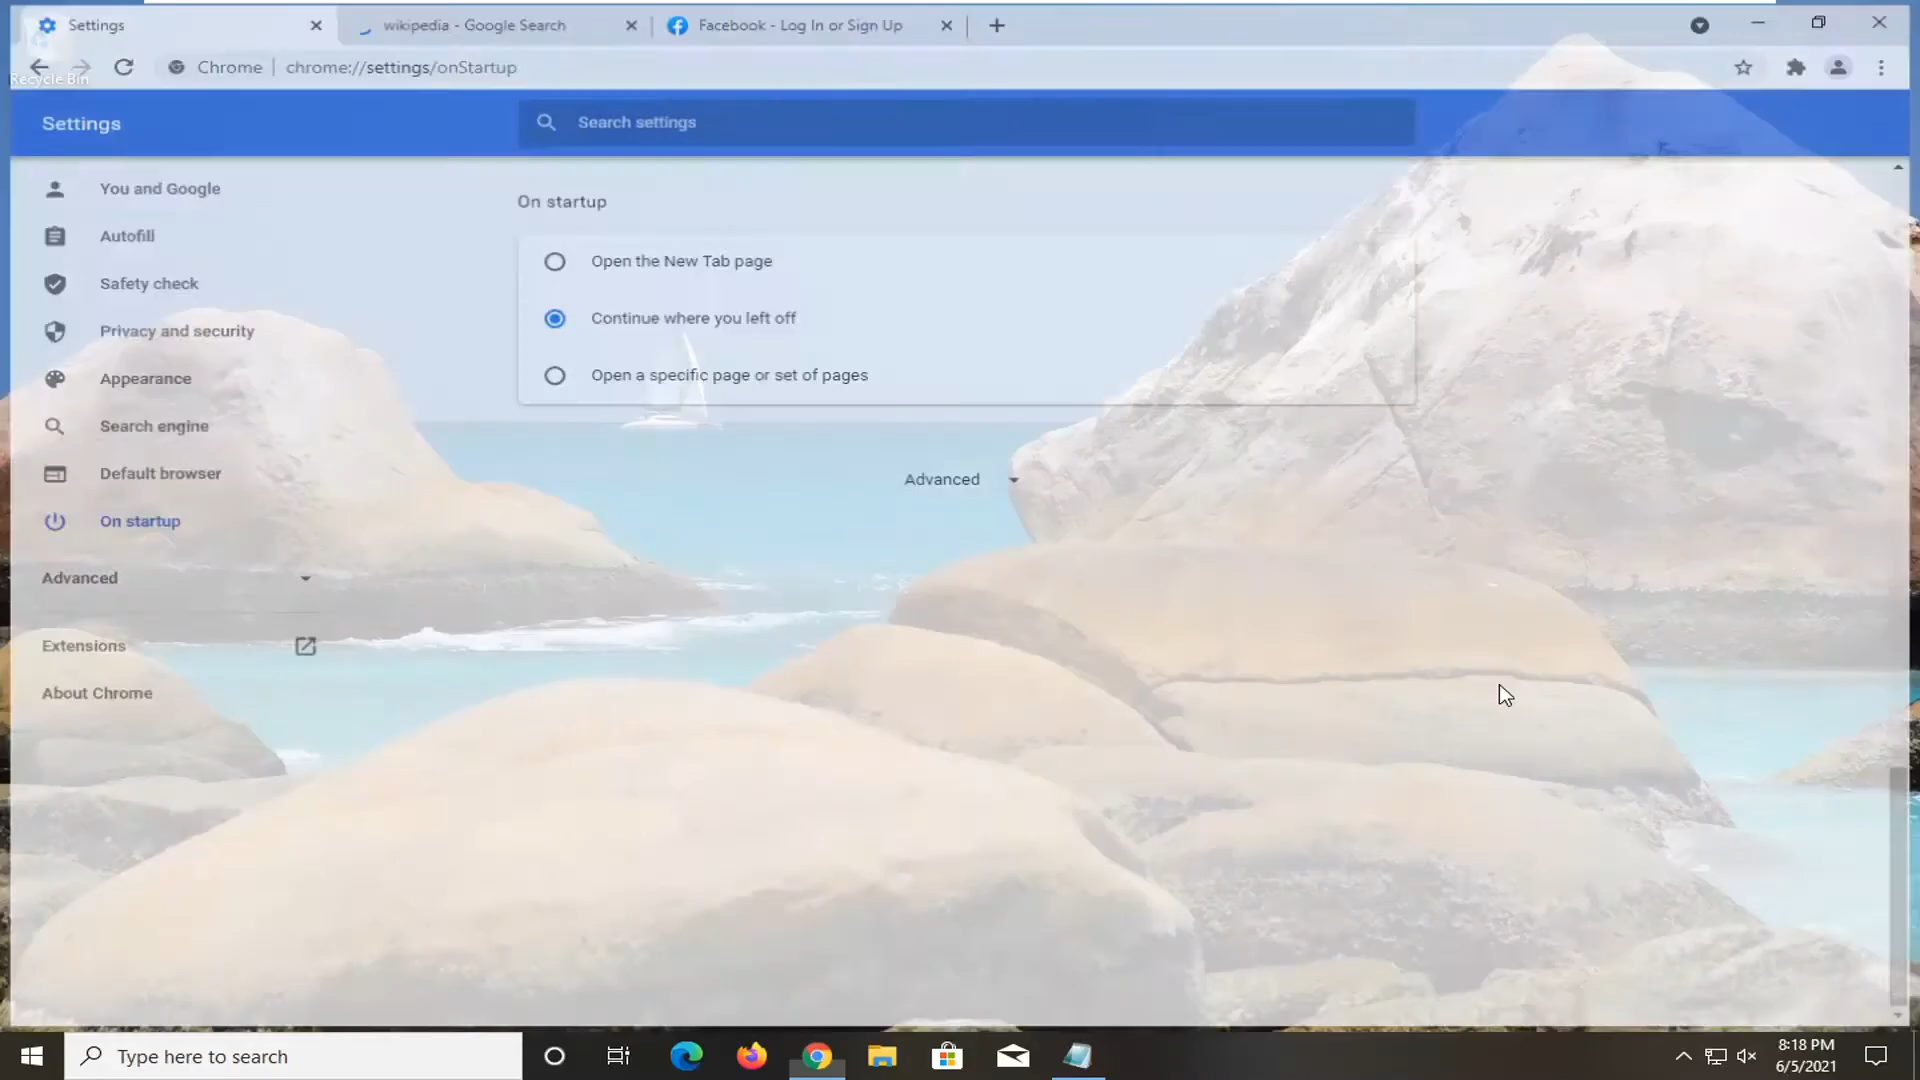 Settings
wikipedia - Google Search
Facebook - Log In or Sign Up
Recycle Bin
Chrome
chrome://settings/onStartup
Settings
Search settings
You and Google
Autofill
Safety check
Privacy and security
Appearance
Search engine
Default browser
On startup
Advanced
Extensions
About Chrome
On startup
Open the New Tab page
Continue where you left off
Open a specific page or set of pages
Advanced
Type here to search
8:18 PM
6/5/2021